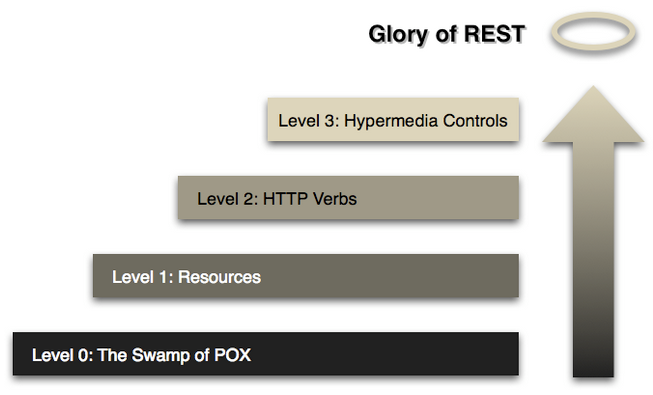 Glory of REST
Level 3: Hypermedia Controls
Level 2: HTTP Verbs
Level 1: Resources
Level 0: The Swamp of POX